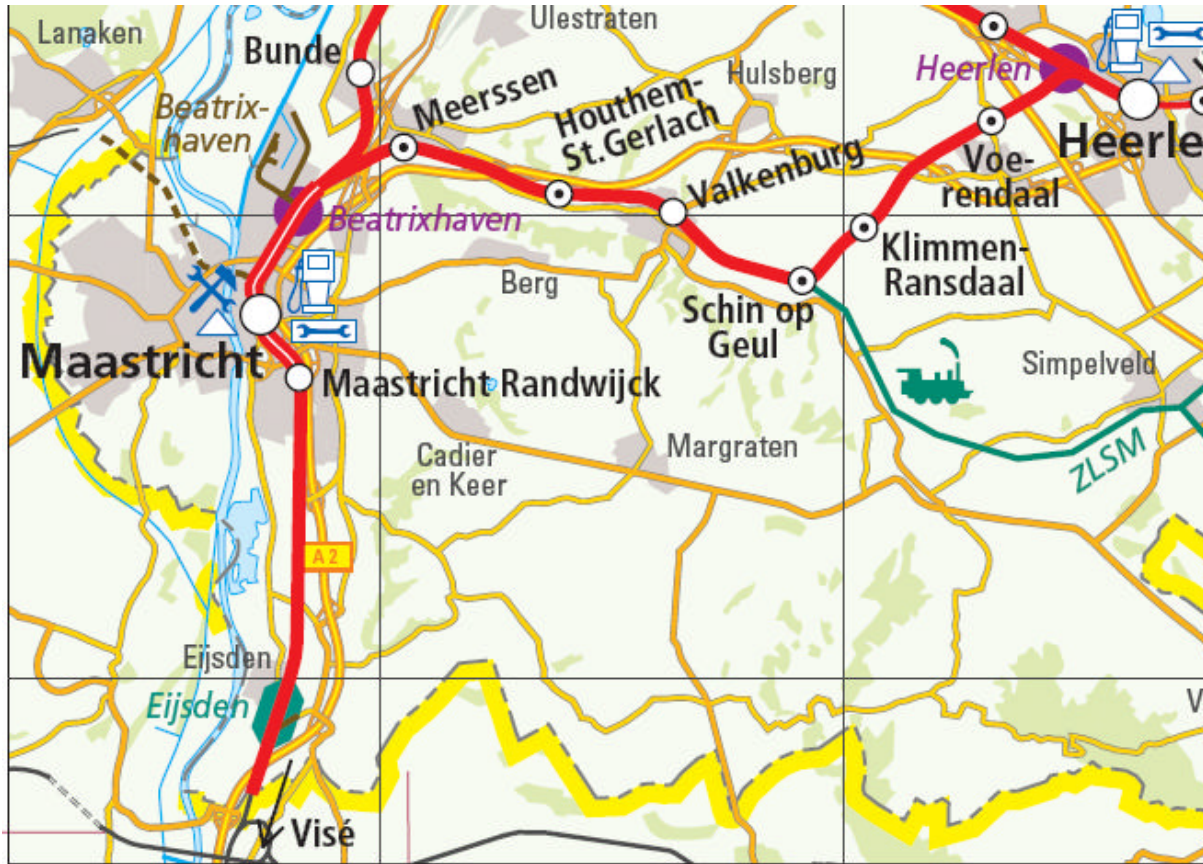 Lanaken
Bunde
Ulestraten
Hulsberg
Heerlen
Beatrix-
haven
Meerssen
Houthem-
St.Gerlach
Valkenburg
Voe-
rendaal
Heerle
Beatrixhaven
Klimmen-
Ransdaal
Berg
Schin op
Geul
Maastricht
Maastricht Randwijck
Simpelveld
Cadier
en Keer
Margraten
ZLSM
A2
Eijsden
Eijsden
V
Visé